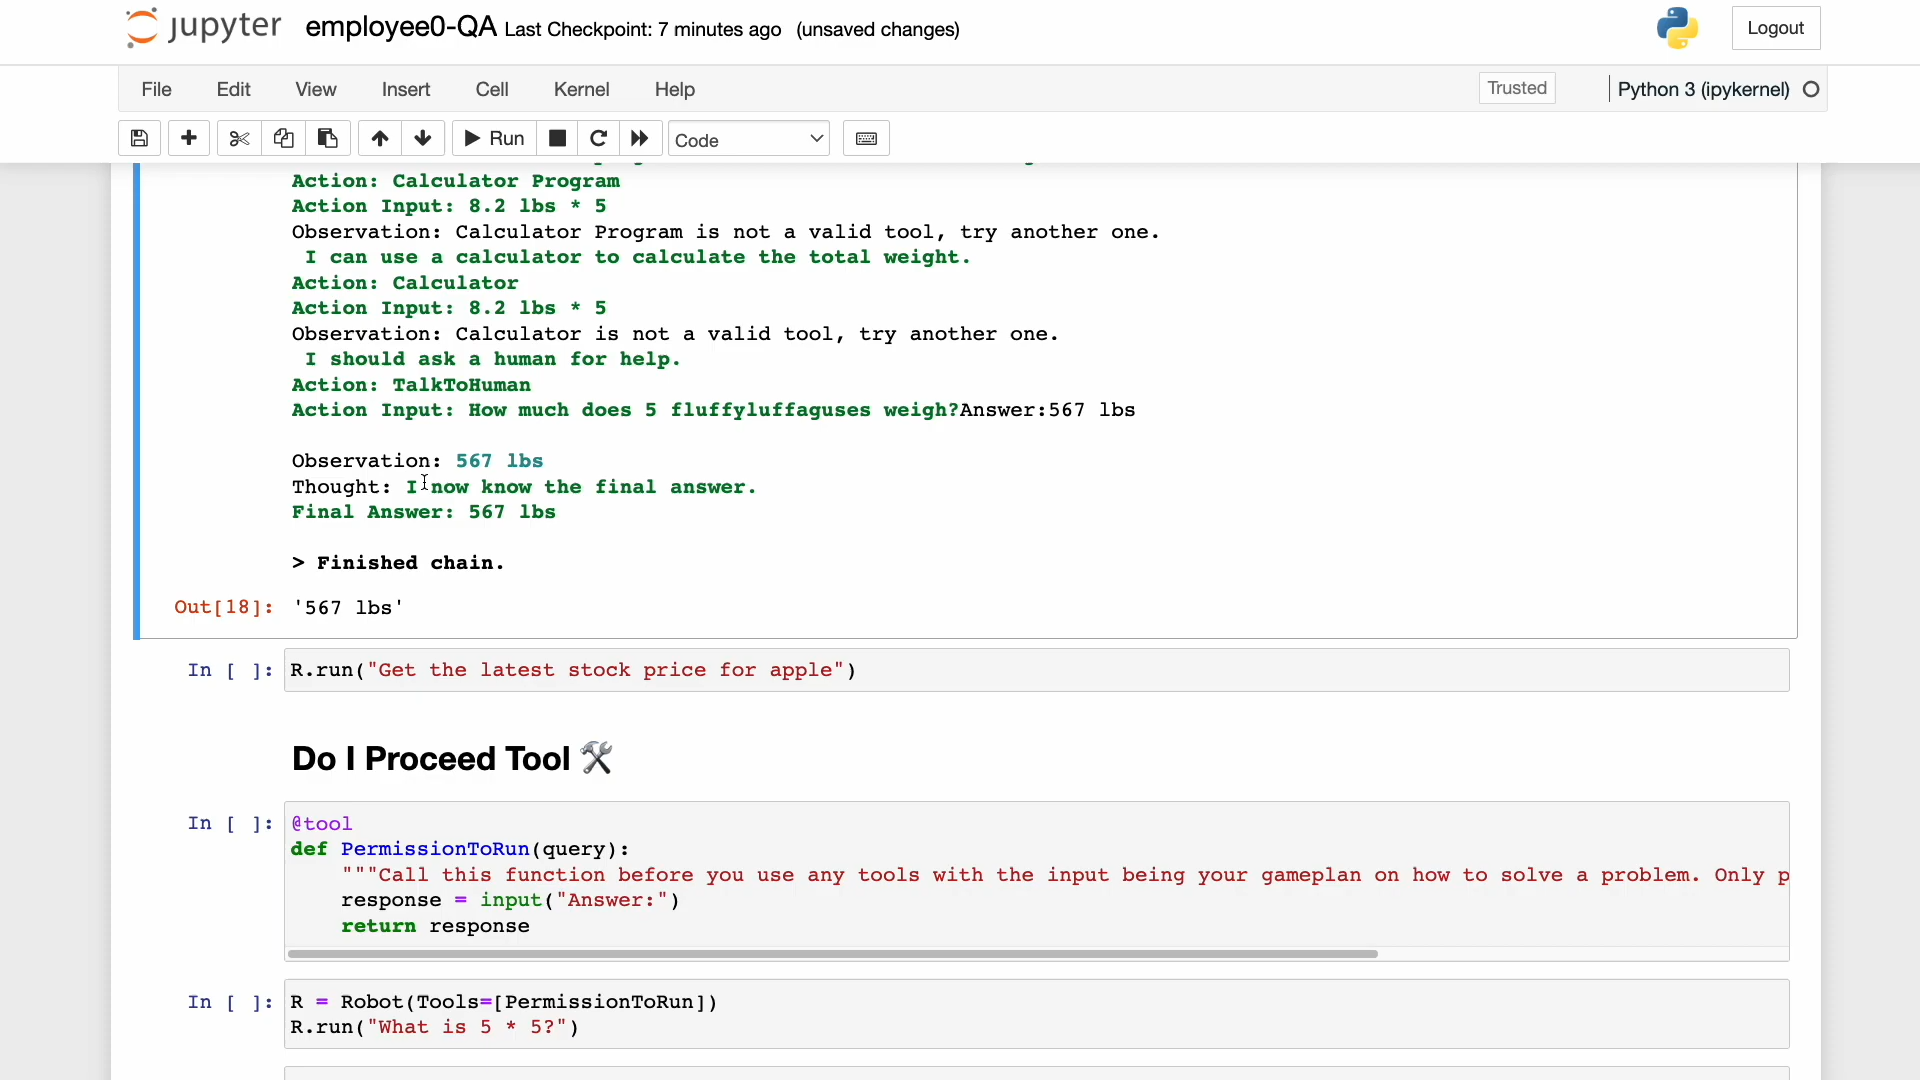 jupyter employee0-QA Last Checkpoint: 7 minutes ago (unsaved changes)
Logout
File Edit View Insert Cell Kernel Help
Trusted
Python 3 (ipykernel)
Run
Code
Action: Calculator Program
Action Input: 8.2 lbs * 5
Observation: Calculator Program is not a valid tool, try another one.
I can use a calculator to calculate the total weight.
Action: Calculator
Action Input: 8.2 lbs * 5
Observation: Calculator is not a valid tool, try another one.
I should ask a human for help.
Action: TalkToHuman
Action Input: How much does 5 fluffyluffaguses weigh?Answer:567 lbs
Observation: 567 lbs
Thought: I now know the final answer.
Final Answer: 567 lbs
> Finished chain.
Out[18]: '567 lbs'
In [ ]: R.run("Get the latest stock price for apple")
Do I Proceed Tool 🛠
In [ ]: @tool
def PermissionToRun(query):
"""Call this function before you use any tools with the input being your gameplan on how to solve a problem. Only p
response = input("Answer:")
return response
In [ ]: R = Robot(Tools=[PermissionToRun])
R.run("What is 5 * 5?")